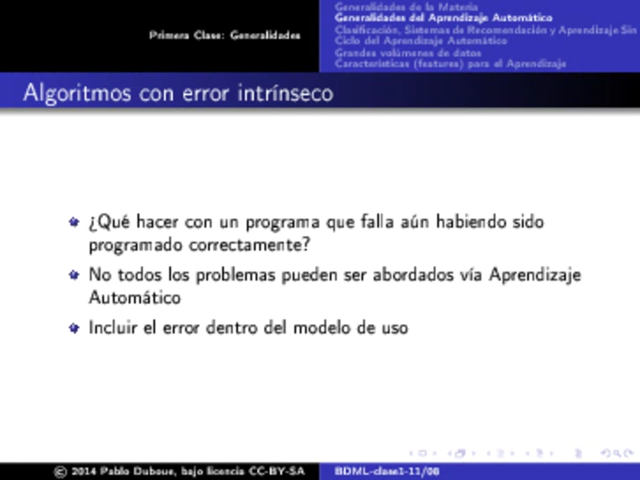 Primera Clase: Generalidades
Generalidades de la Materia
Generalidades del Aprendizaje Automático
Clasificación, Sistemas de Recomendación y Aprendizaje Sin
Ciclo del Aprendizaje Automático
Grandes volúmenes de datos
Características (features) para el Aprendizaje
Algoritmos con error intrínseco
¿Qué hacer con un programa que falla aún habiendo sido
programado correctamente?
No todos los problemas pueden ser abordados vía Aprendizaje
Automático
Incluir el error dentro del modelo de uso
© 2014 Pablo Duboue, bajo licencia CC-BY-SA
BDML-clase1-11/08